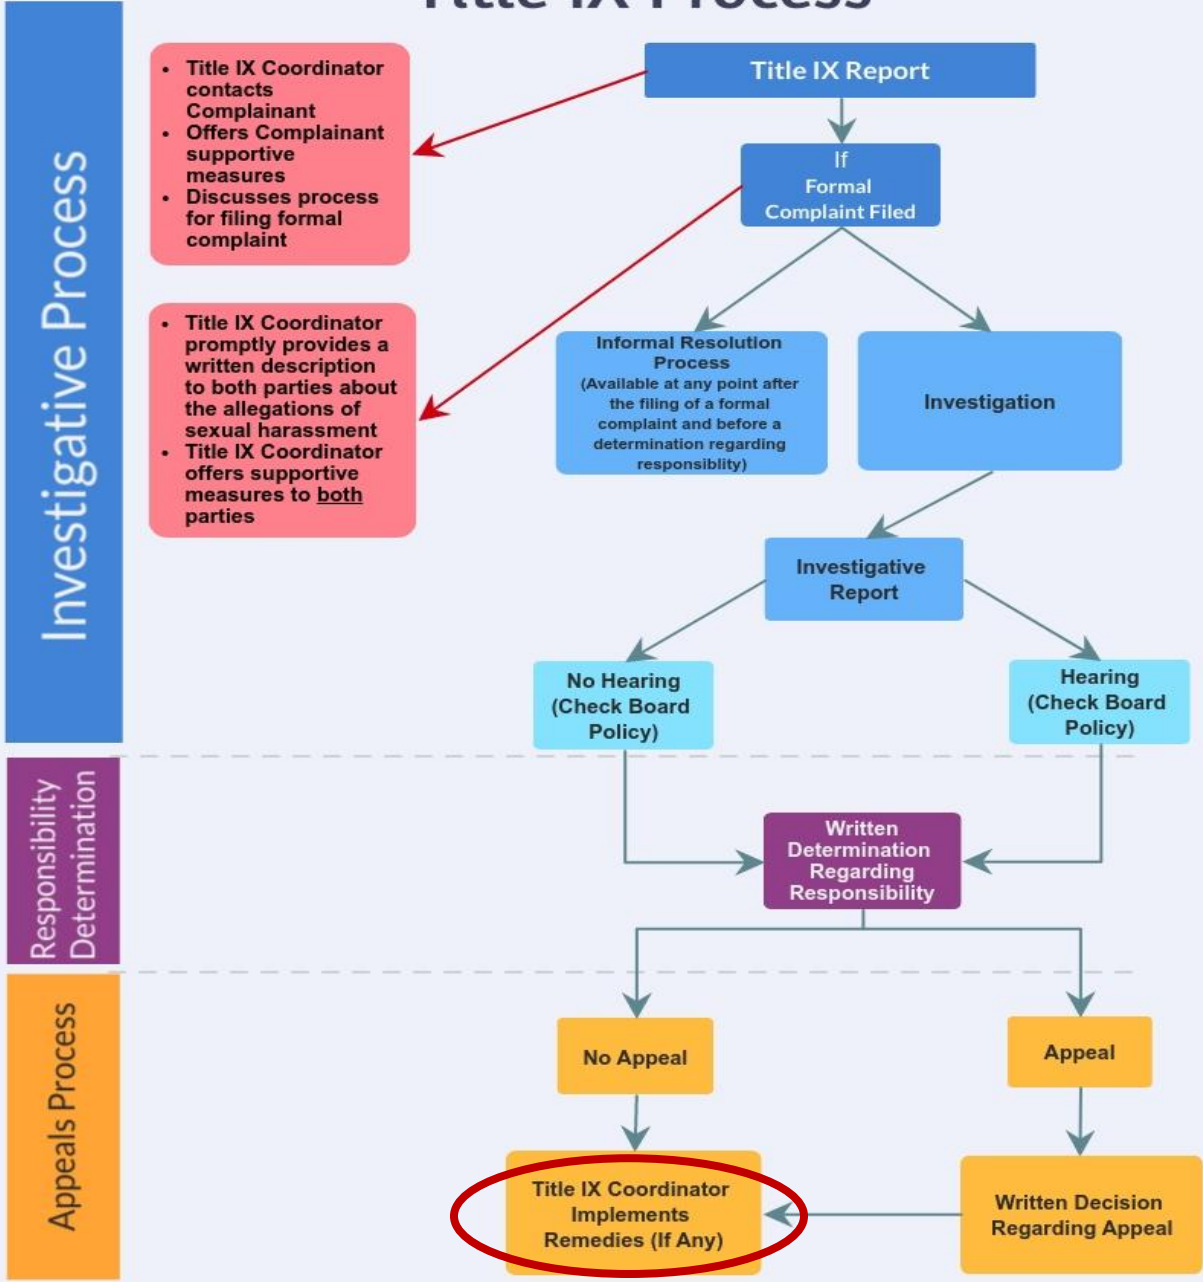 Title IX Process
Investigative Process
• Title IX Coordinator
contacts
Complainant
• Offers Complainant
supportive
measures
• Discusses process
for filing formal
complaint
Title IX Report
If
Formal
Complaint Filed
• Title IX Coordinator
promptly provides a
written description
to both parties about
the allegations of
sexual harassment
• Title IX Coordinator
offers supportive
measures to both
parties
Informal Resolution
Process
(Available at any point after
the filing of a formal
complaint and before a
determination regarding
responsiblity)
Investigation
Investigative
Report
No Hearing
(Check Board
Policy)
Hearing
(Check Board
Policy)
Responsibility
Determination
Written
Determination
Regarding
Responsibility
Appeals Process
No Appeal
Appeal
Title IX Coordinator
Implements
Remedies (If Any)
Written Decision
Regarding Appeal